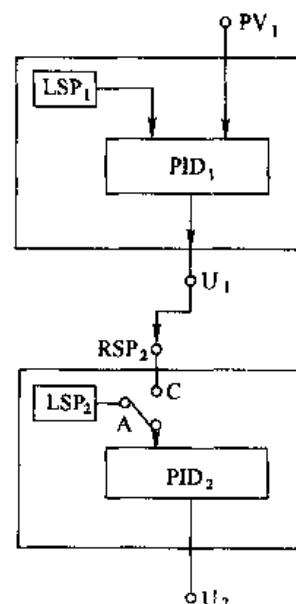 PV₁
LSP₁
PID₁
U₁
RSP₂
C
LSP₂
A
PID₂
U₂